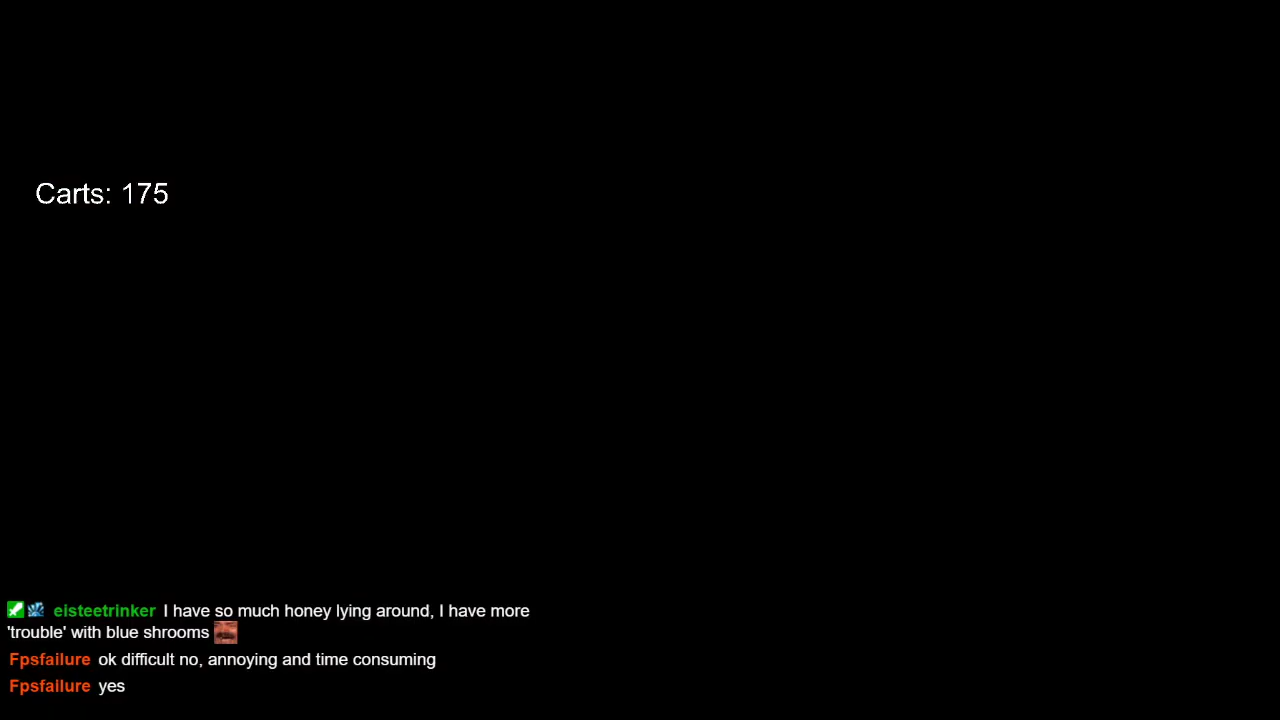 Carts: 175
eisteetrinker I have so much honey lying around, I have more
'trouble' with blue shrooms
Fpsfailure ok difficult no, annoying and time consuming
Fpsfailure yes